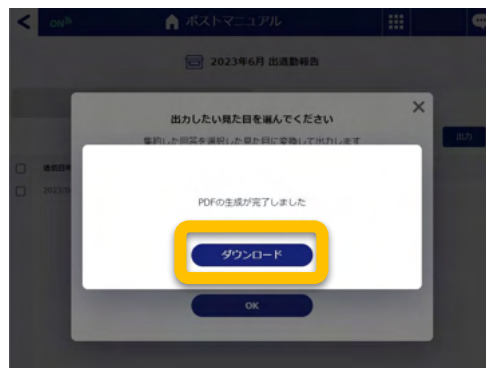 ON
ポストマニュアル
2023年6月 出退勤報告
出力したい見た目を選んでください
集約した回答を選択した見た目に変換して出力します
出力
PDFの生成が完了しました
ダウンロード
OK